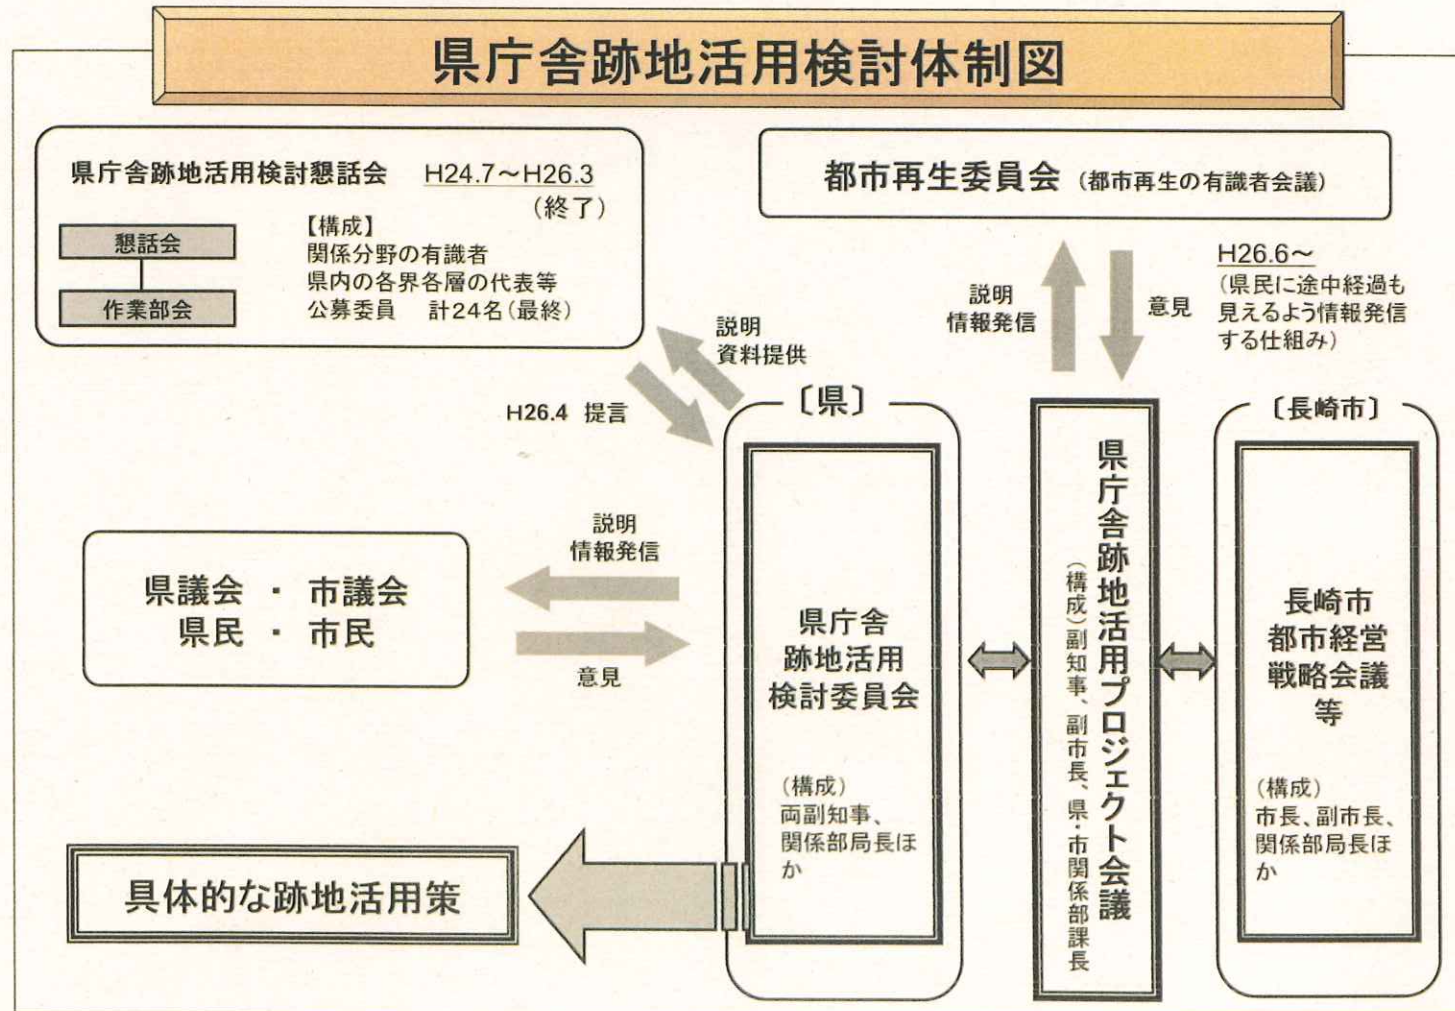 県庁舎跡地活用検討体制図
県庁舎跡地活用検討懇話会 H24.7～H26.3
(終了)
懇話会
作業部会
【構成】
関係分野の有識者
県内の各界各層の代表等
公募委員 計24名(最終)
都市再生委員会 (都市再生の有識者会議)
説明
情報発信
意見
H26.6～
(県民に途中経過も
見えるよう情報発信
する仕組み)
説明
資料提供
H26.4 提言
県議会 ・ 市議会
県民 ・ 市民
説明
情報発信
意見
〔県〕
県庁舎
跡地活用
検討委員会
(構成)
両副知事、
関係部局長ほ
か
県庁舎跡地活用プロジェクト会議
(構成)副知事、副市長、県・市関係部課長
〔長崎市〕
長崎市
都市経営
戦略会議
等
(構成)
市長、副市長、
関係部局長ほ
か
具体的な跡地活用策